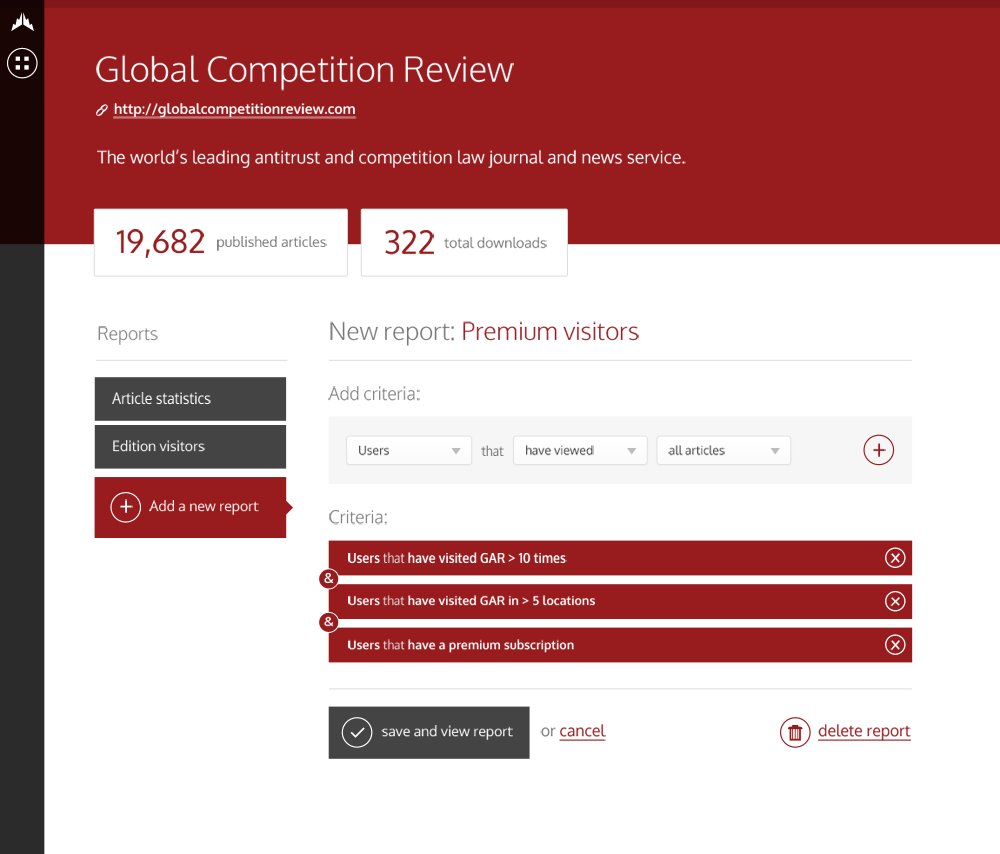 Global Competition Review
http://globalcompetitionreview.com
The world's leading antitrust and competition law journal and news service.
19,682 published articles
322 total downloads
Reports
Article statistics
Edition visitors
Add a new report
New report: Premium visitors
Add criteria:
Users that have viewed all articles
Criteria:
Users that have visited GAR > 10 times
&
Users that have visited GAR in > 5 locations
&
Users that have a premium subscription
save and view report or cancel
delete report